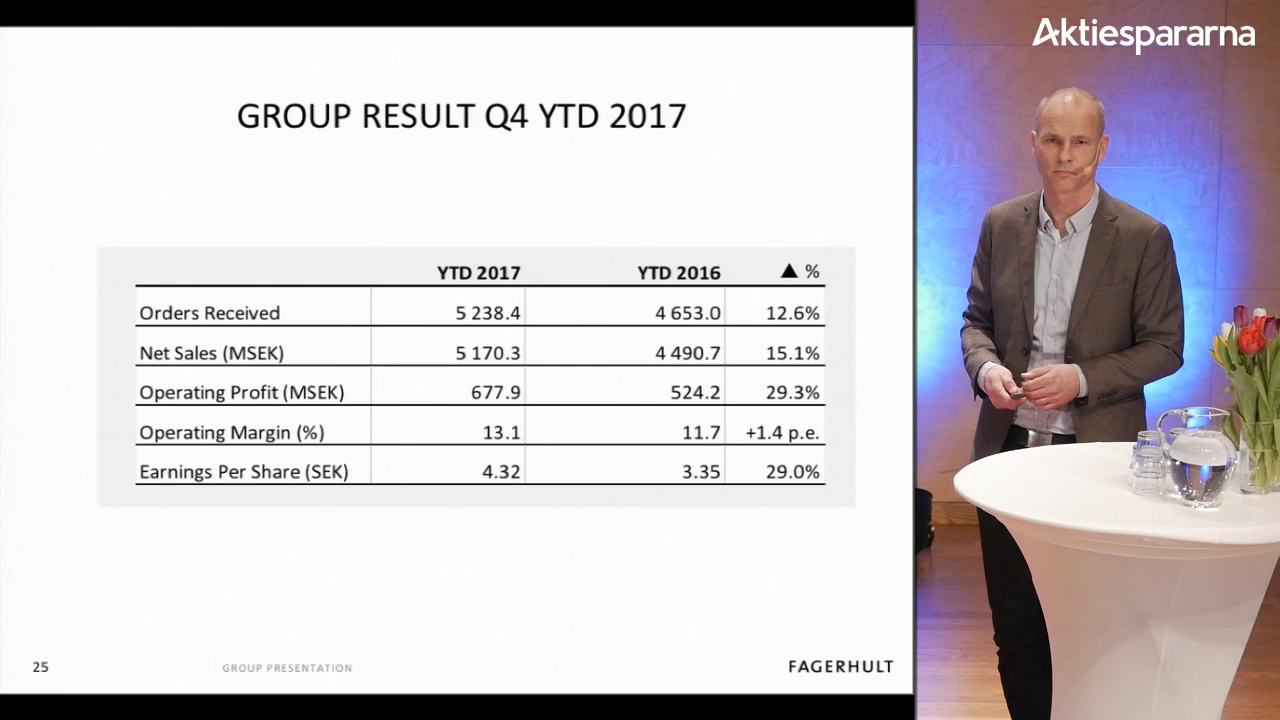 Aktiespararna
GROUP RESULT Q4 YTD 2017
YTD 2017 YTD 2016 ▲ %
Orders Received 5 238.4 4 653.0 12.6%
Net Sales (MSEK) 5 170.3 4 490.7 15.1%
Operating Profit (MSEK) 677.9 524.2 29.3%
Operating Margin (%) 13.1 11.7 +1.4 p.e.
Earnings Per Share (SEK) 4.32 3.35 29.0%
25 GROUP PRESENTATION FAGERHULT